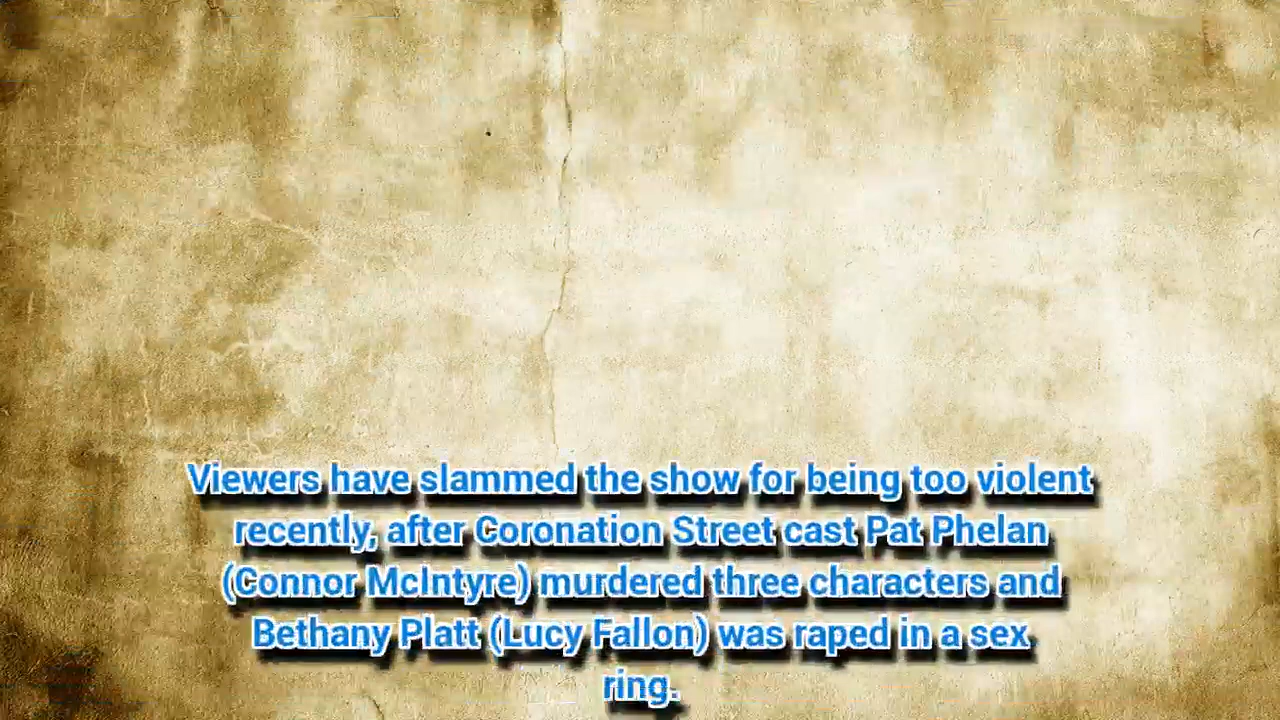 Viewers have slammed the show for being too violent
recently, after Coronation Street cast Pat Phelan
(Connor McIntyre) murdered three characters and
Bethany Platt (Lucy Fallon) was raped in a sex
ring.